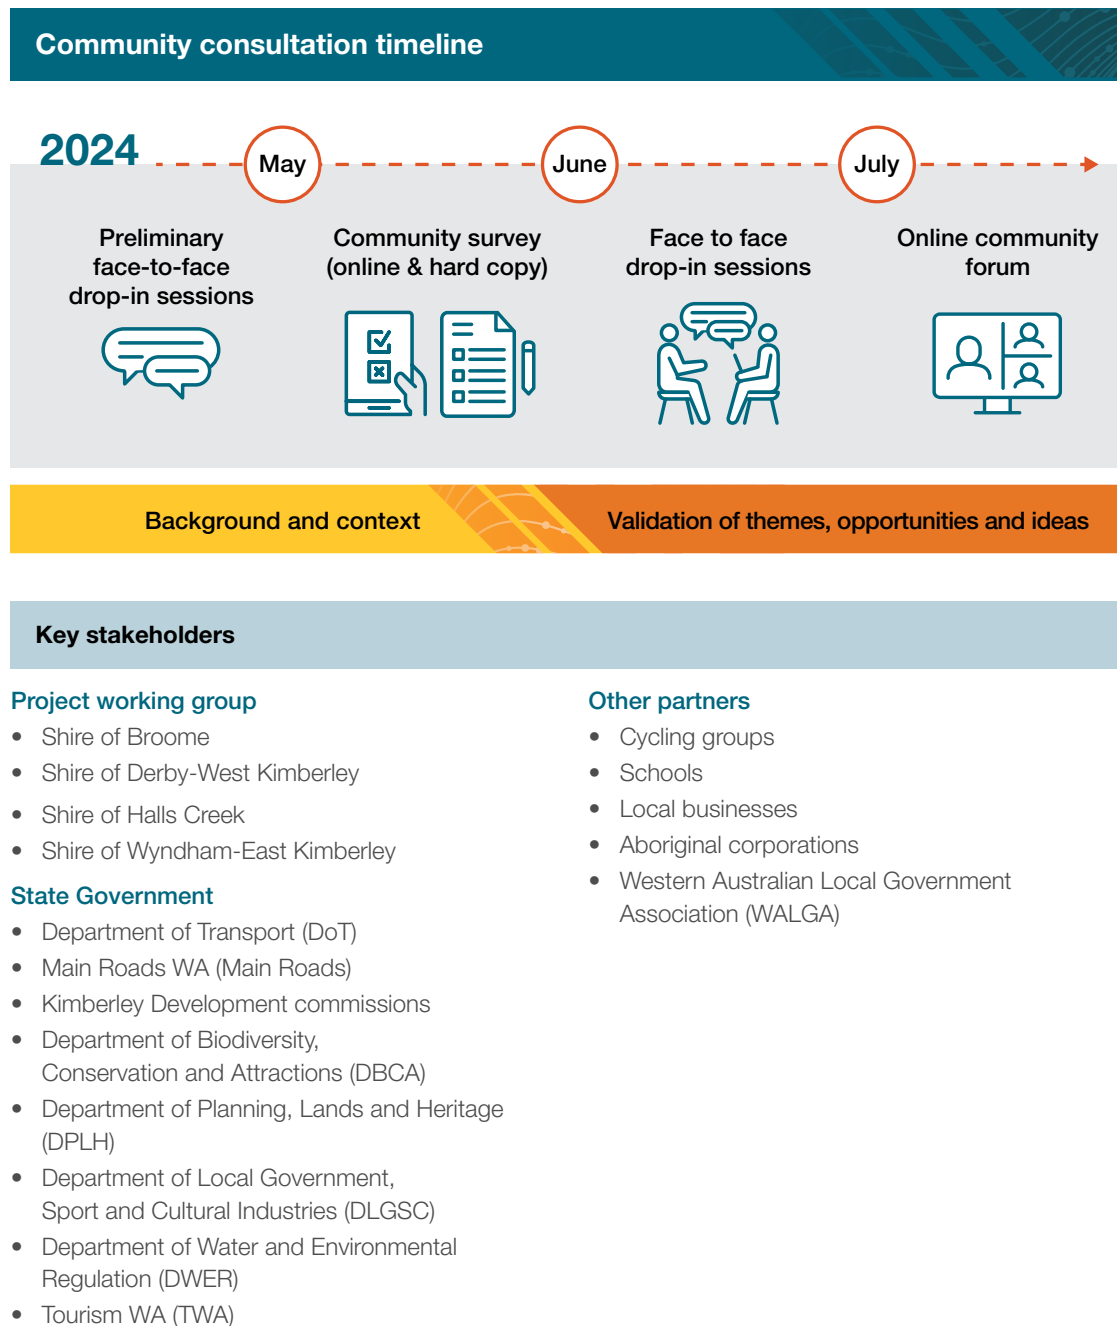 Community consultation timeline
2024
May
June
July
Preliminary
face-to-face
drop-in sessions
Community survey
(online & hard copy)
Face to face
drop-in sessions
Online community
forum
Background and context
Validation of themes, opportunities and ideas
Key stakeholders
Project working group
• Shire of Broome
• Shire of Derby-West Kimberley
• Shire of Halls Creek
• Shire of Wyndham-East Kimberley
State Government
• Department of Transport (DoT)
• Main Roads WA (Main Roads)
• Kimberley Development commissions
• Department of Biodiversity,
Conservation and Attractions (DBCA)
• Department of Planning, Lands and Heritage
(DPLH)
• Department of Local Government,
Sport and Cultural Industries (DLGSC)
• Department of Water and Environmental
Regulation (DWER)
• Tourism WA (TWA)
Other partners
• Cycling groups
• Schools
• Local businesses
• Aboriginal corporations
• Western Australian Local Government
Association (WALGA)